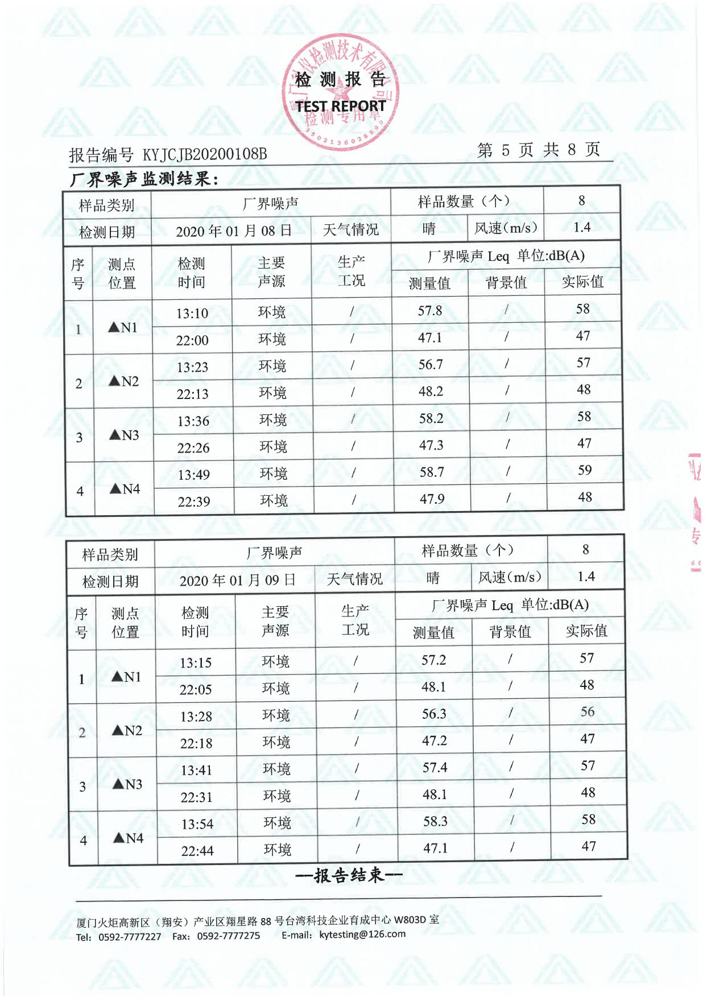 检测报告
TEST REPORT
检测专用章
3502136028890
报告编号 KYJCJB20200108B
第 5 页 共 8 页
厂界噪声监测结果：
样品类别 厂界噪声 样品数量（个） 8
检测日期 2020 年 01 月 08 日 天气情况 晴 风速（m/s） 1.4
序号 测点位置 检测时间 主要声源 生产工况 厂界噪声 Leq 单位:dB(A)
测量值 背景值 实际值
1 ▲N1 13:10 环境 / 57.8 / 58
22:00 环境 / 47.1 / 47
2 ▲N2 13:23 环境 / 56.7 / 57
22:13 环境 / 48.2 / 48
3 ▲N3 13:36 环境 / 58.2 / 58
22:26 环境 / 47.3 / 47
4 ▲N4 13:49 环境 / 58.7 / 59
22:39 环境 / 47.9 / 48
样品类别 厂界噪声 样品数量（个） 8
检测日期 2020 年 01 月 09 日 天气情况 晴 风速（m/s） 1.4
序号 测点位置 检测时间 主要声源 生产工况 厂界噪声 Leq 单位:dB(A)
测量值 背景值 实际值
1 ▲N1 13:15 环境 / 57.2 / 57
22:05 环境 / 48.1 / 48
2 ▲N2 13:28 环境 / 56.3 / 56
22:18 环境 / 47.2 / 47
3 ▲N3 13:41 环境 / 57.4 / 57
22:31 环境 / 48.1 / 48
4 ▲N4 13:54 环境 / 58.3 / 58
22:44 环境 / 47.1 / 47
—报告结束—
厦门火炬高新区（翔安）产业区翔星路 88 号台湾科技企业育成中心 W803D 室
Tel: 0592-7777227 Fax: 0592-7777275 E-mail: kytesting@126.com